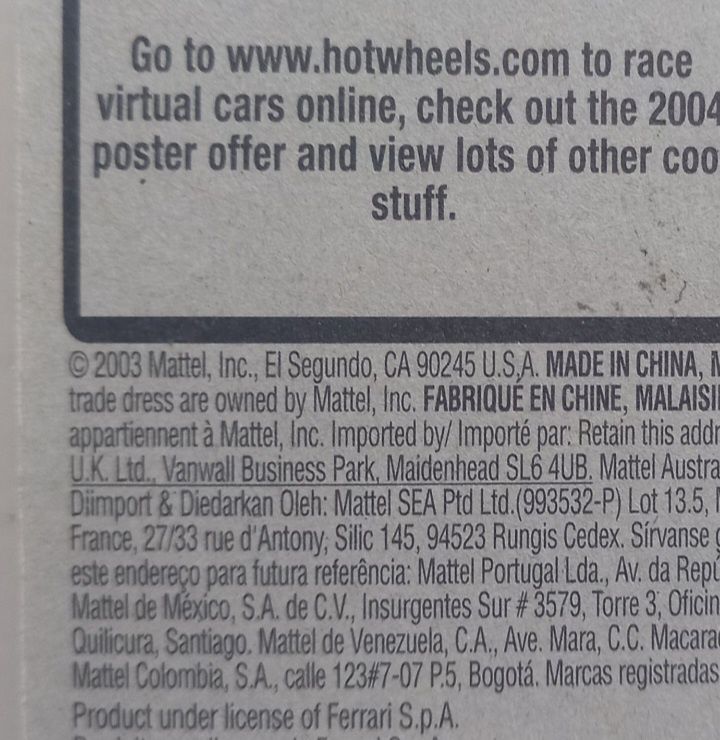 Go to www.hotwheels.com to race
virtual cars online, check out the 2004
poster offer and view lots of other coo
stuff.
© 2003 Mattel, Inc., El Segundo, CA 90245 U.S.A. MADE IN CHINA, M
trade dress are owned by Mattel, Inc. FABRIQUÉ EN CHINE, MALAISI
appartiennent à Mattel, Inc. Imported by/ Importé par: Retain this addr
U.K. Ltd., Vanwall Business Park, Maidenhead SL6 4UB. Mattel Austra
Diimport & Diedarkan Oleh: Mattel SEA Ptd Ltd.(993532-P) Lot 13.5,
France, 27/33 rue d'Antony, Silic 145, 94523 Rungis Cedex. Sírvanse g
este endereço para futura referência: Mattel Portugal Lda., Av. da Repú
Mattel de México, S.A. de C.V., Insurgentes Sur # 3579, Torre 3, Oficin
Quilicura, Santiago. Mattel de Venezuela, C.A., Ave. Mara, C.C. Macara
Mattel Colombia, S.A., calle 123#7-07 P.5, Bogotá. Marcas registradas
Product under license of Ferrari S.p.A.